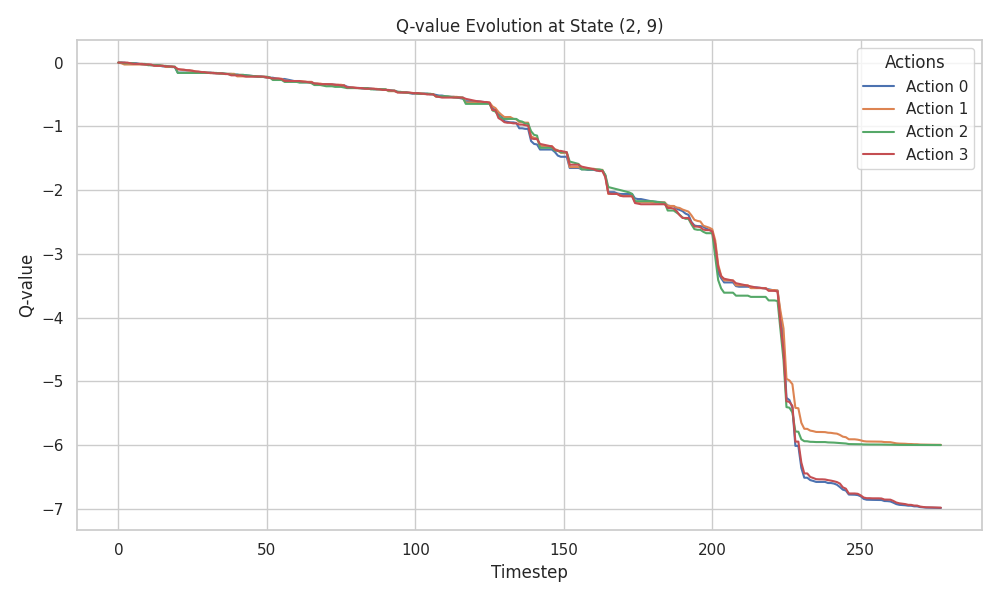 Q-value Evolution at State (2, 9)
Actions
Action 0
Action 1
Action 2
Action 3
Q-value
0
−1
−2
−3
−4
−5
−6
−7
0 50 100 150 200 250
Timestep